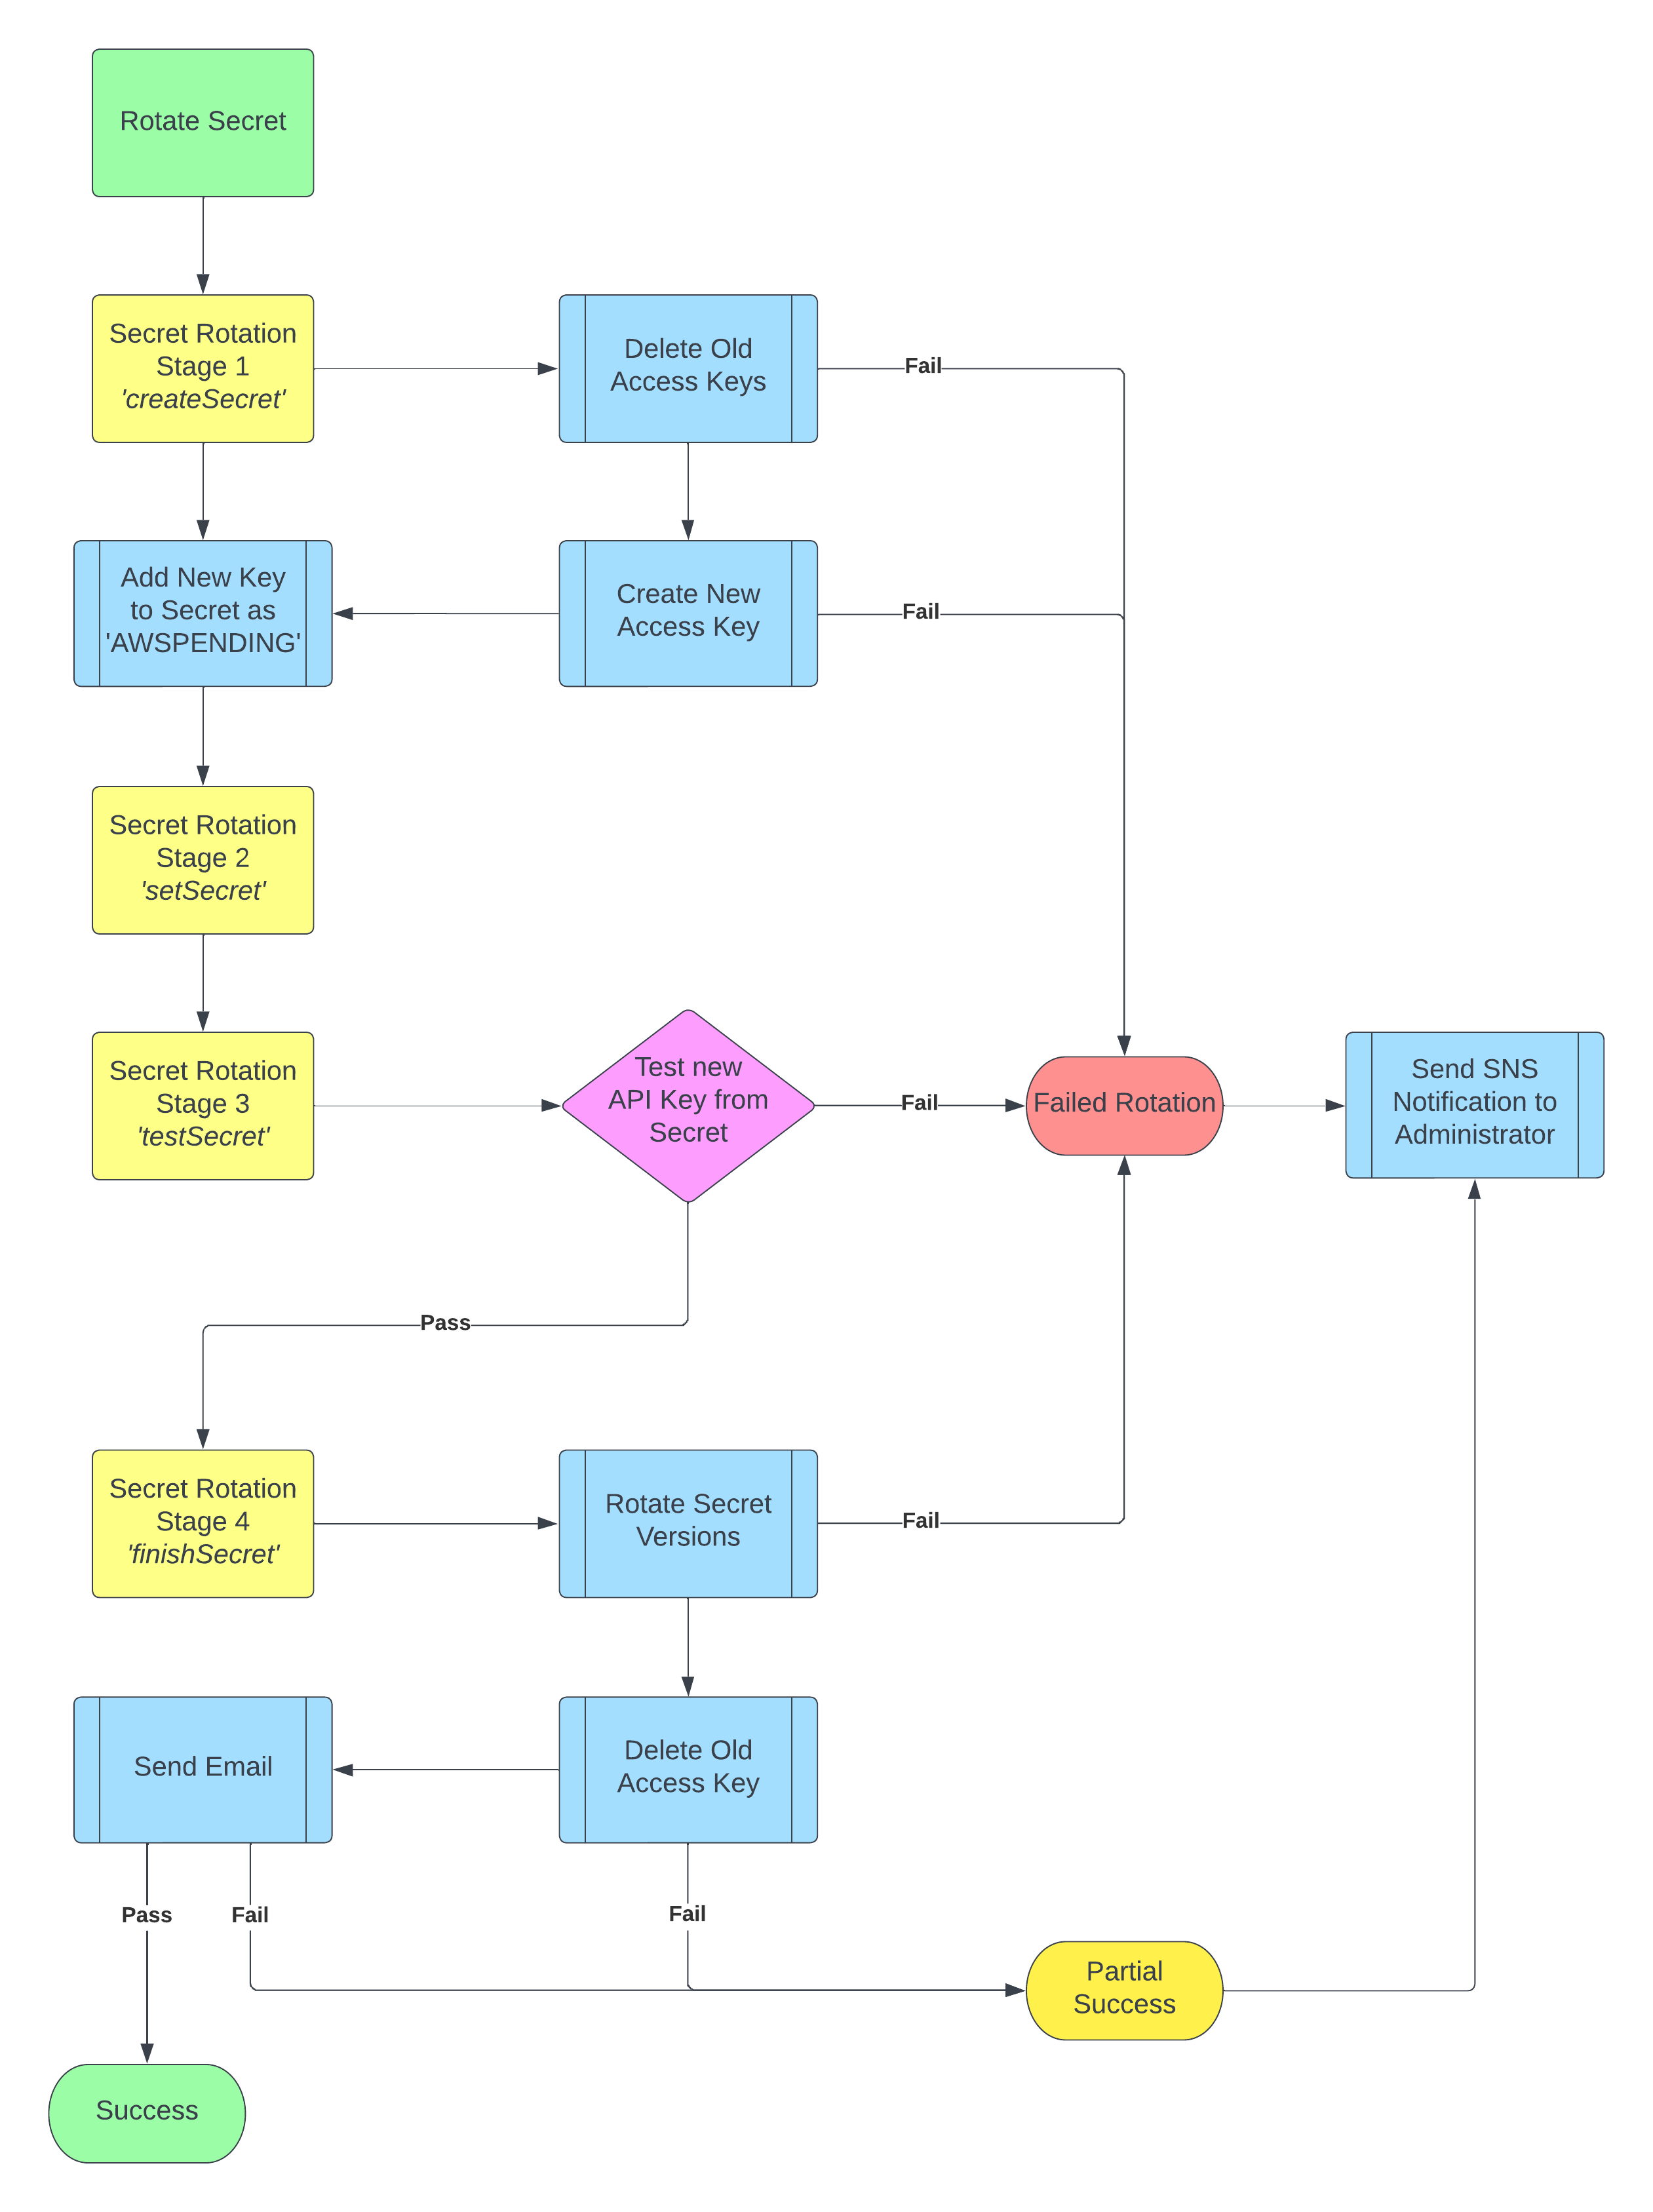 Rotate Secret
Secret Rotation
Stage 1
'createSecret'
Delete Old
Access Keys
Fail
Add New Key
to Secret as
'AWSPENDING'
Create New
Access Key
Fail
Secret Rotation
Stage 2
'setSecret'
Secret Rotation
Stage 3
'testSecret'
Test new
API Key from
Secret
Fail
Failed Rotation
Send SNS
Notification to
Administrator
Pass
Secret Rotation
Stage 4
'finishSecret'
Rotate Secret
Versions
Fail
Send Email
Delete Old
Access Key
Pass
Fail
Fail
Partial
Success
Success